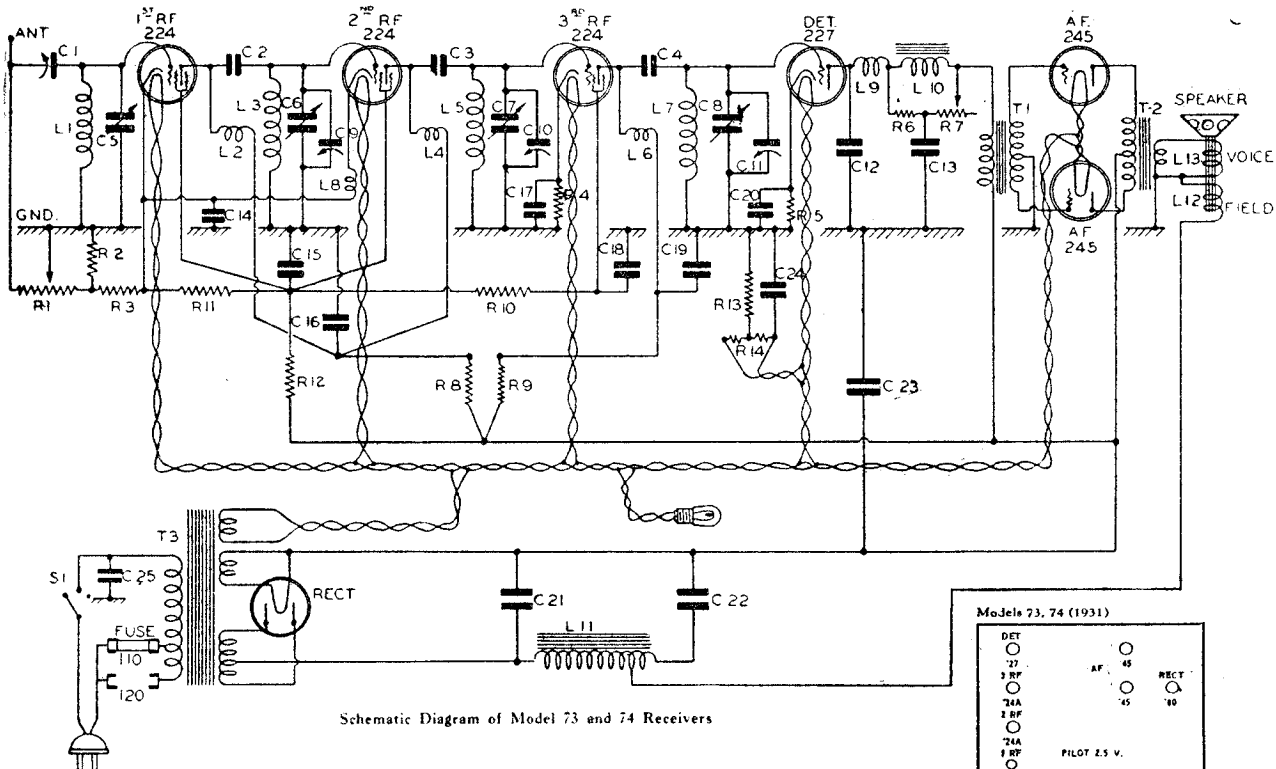 1ST RF
224
2ND RF
224
3RD RF
224
DET.
227
A.F.
245
ANT
C1
C2
C3
C4
L1
C5
L2
L3
C6
C9
L8
L4
L5
C7
C10
L6
L7
C8
C11
L9
L10
R6
R7
C12
C13
T1
T-2
SPEAKER
L13
VOICE
L12
FIELD
A F
245
GND.
C14
C17
R4
C20
R5
R2
C15
C18
C19
C24
R13
R1
R3
R11
R10
C16
R14
R12
R8
R9
C23
T3
S1
C25
RECT
FUSE
110
120
C21
C22
L11
Schematic Diagram of Model 73 and 74 Receivers
Models 73, 74 (1931)
DET
'27
'45
3 RF
AF
RECT
'24A
'45
'80
2 RF
'24A
1 RF
PILOT 2.5 V.